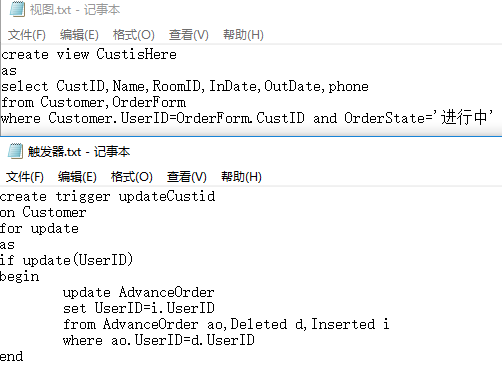 视图.txt - 记事本
文件(F) 编辑(E) 格式(O) 查看(V) 帮助(H)
create view CustisHere
as
select CustID,Name,RoomID,InDate,OutDate,phone
from Customer,OrderForm
where Customer.UserID=OrderForm.CustID and OrderState='进行中'
触发器.txt - 记事本
文件(F) 编辑(E) 格式(O) 查看(V) 帮助(H)
create trigger updateCustid
on Customer
for update
as
if update(UserID)
begin
update AdvanceOrder
set UserID=i.UserID
from AdvanceOrder ao,Deleted d,Inserted i
where ao.UserID=d.UserID
end